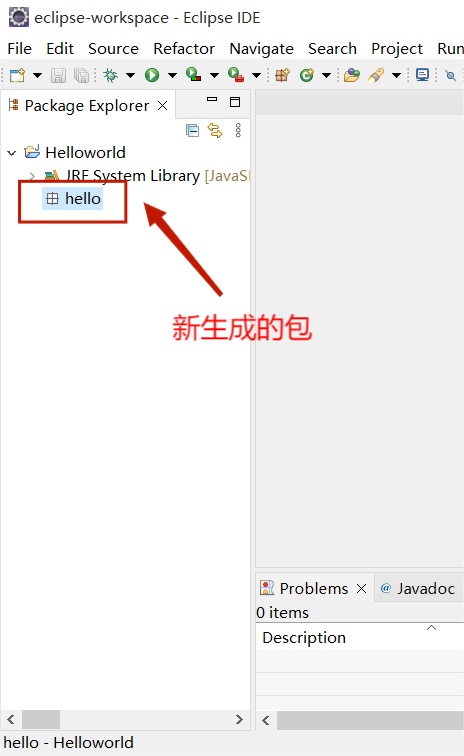 eclipse-workspace - Eclipse IDE
File Edit Source Refactor Navigate Search Project Run
Package Explorer
Helloworld
JRE System Library [JavaSE
hello
新生成的包
Problems
@ Javadoc
0 items
Description
hello - Helloworld